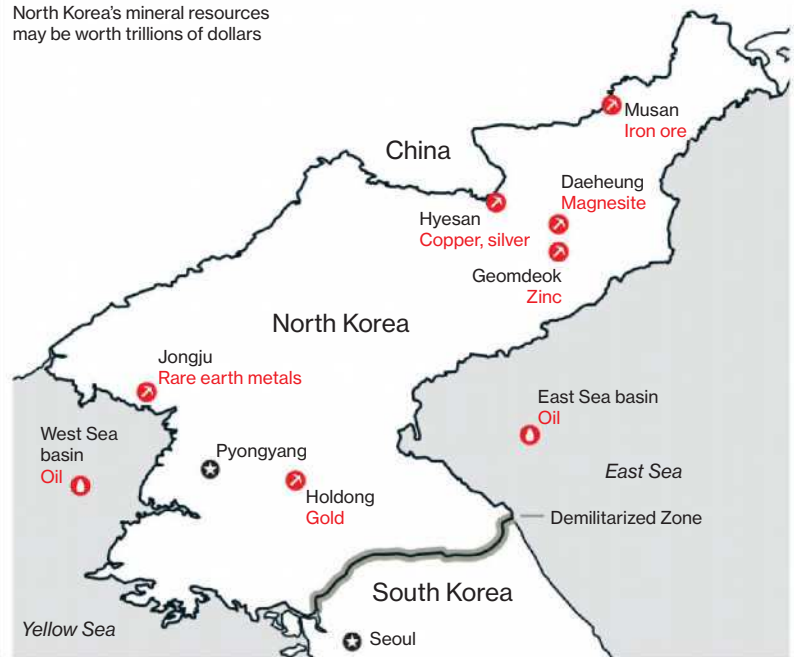 North Korea's mineral resources
may be worth trillions of dollars
Musan
Iron ore
China
Daeheung
Magnesite
Hyesan
Copper, silver
Geomdeok
Zinc
North Korea
Jongju
Rare earth metals
East Sea basin
Oil
West Sea
basin
Oil
Pyongyang
East Sea
Holdong
Gold
Demilitarized Zone
South Korea
Yellow Sea
Seoul